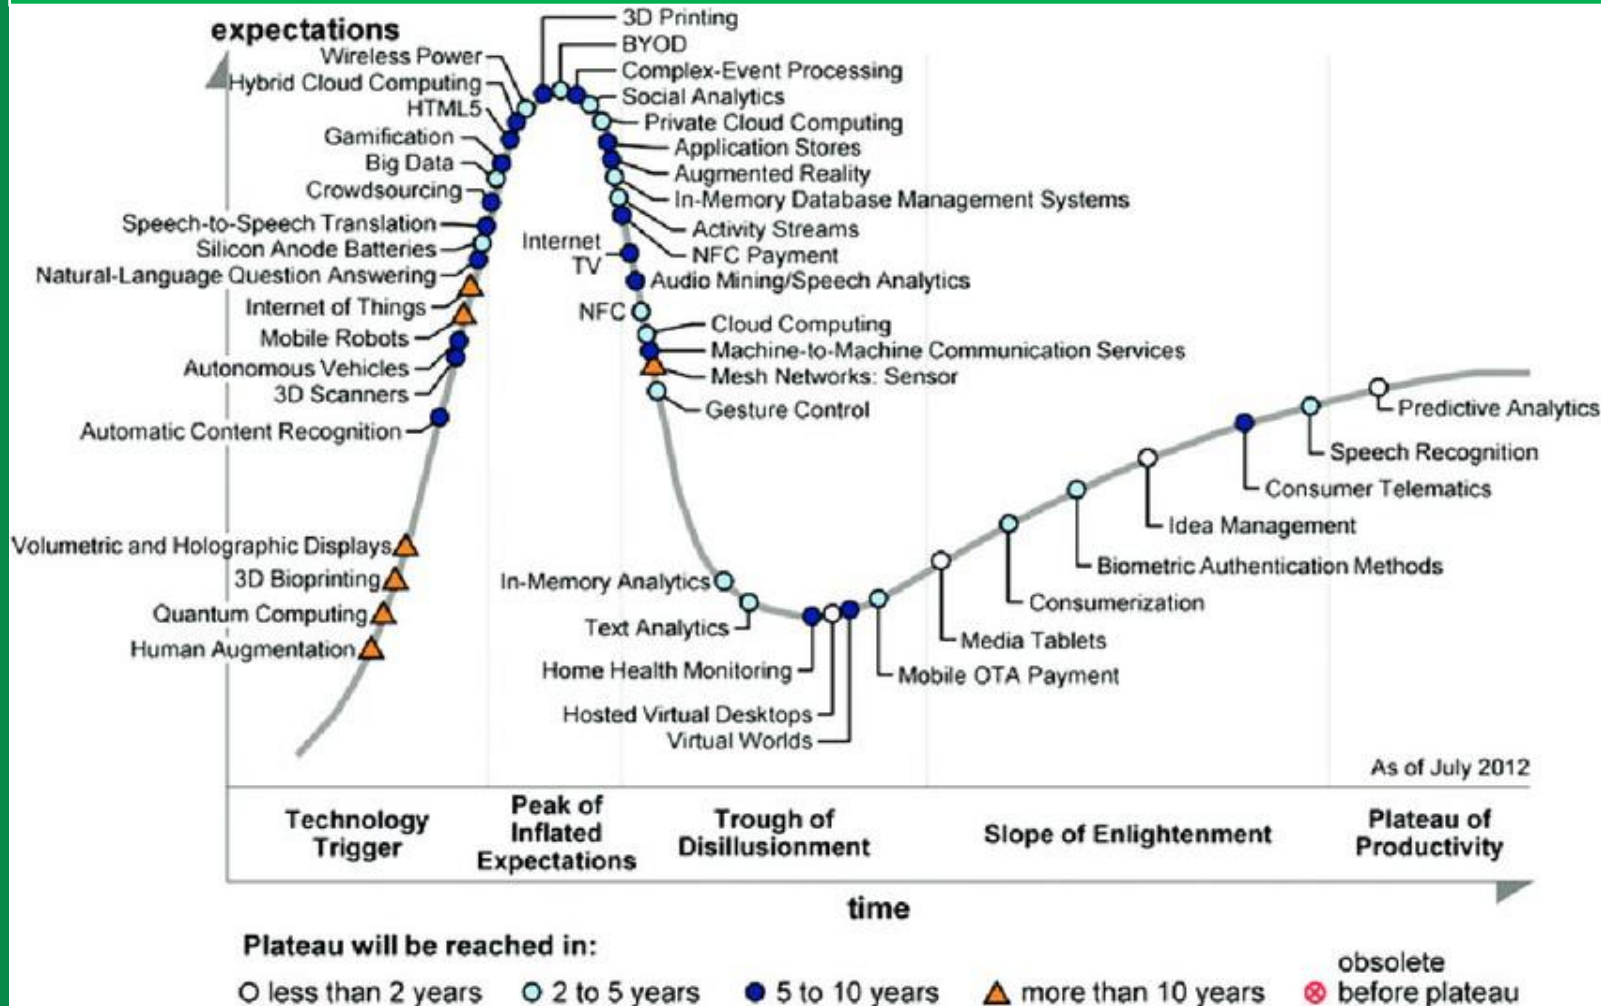 expectations
3D Printing
BYOD
Wireless Power
Complex-Event Processing
Hybrid Cloud Computing
Social Analytics
HTML5
Private Cloud Computing
Gamification
Application Stores
Big Data
Augmented Reality
Crowdsourcing
In-Memory Database Management Systems
Speech-to-Speech Translation
Activity Streams
Silicon Anode Batteries
Internet
TV
NFC Payment
Natural-Language Question Answering
Audio Mining/Speech Analytics
Internet of Things
NFC
Cloud Computing
Mobile Robots
Machine-to-Machine Communication Services
Autonomous Vehicles
Mesh Networks: Sensor
3D Scanners
Gesture Control
Predictive Analytics
Automatic Content Recognition
Speech Recognition
Consumer Telematics
Idea Management
Volumetric and Holographic Displays
Biometric Authentication Methods
3D Bioprinting
In-Memory Analytics
Consumerization
Quantum Computing
Text Analytics
Media Tablets
Human Augmentation
Home Health Monitoring
Mobile OTA Payment
Hosted Virtual Desktops
Virtual Worlds
As of July 2012
Technology
Trigger
Peak of
Inflated
Expectations
Trough of
Disillusionment
Slope of Enlightenment
Plateau of
Productivity
time
Plateau will be reached in:
less than 2 years
2 to 5 years
5 to 10 years
more than 10 years
obsolete
before plateau